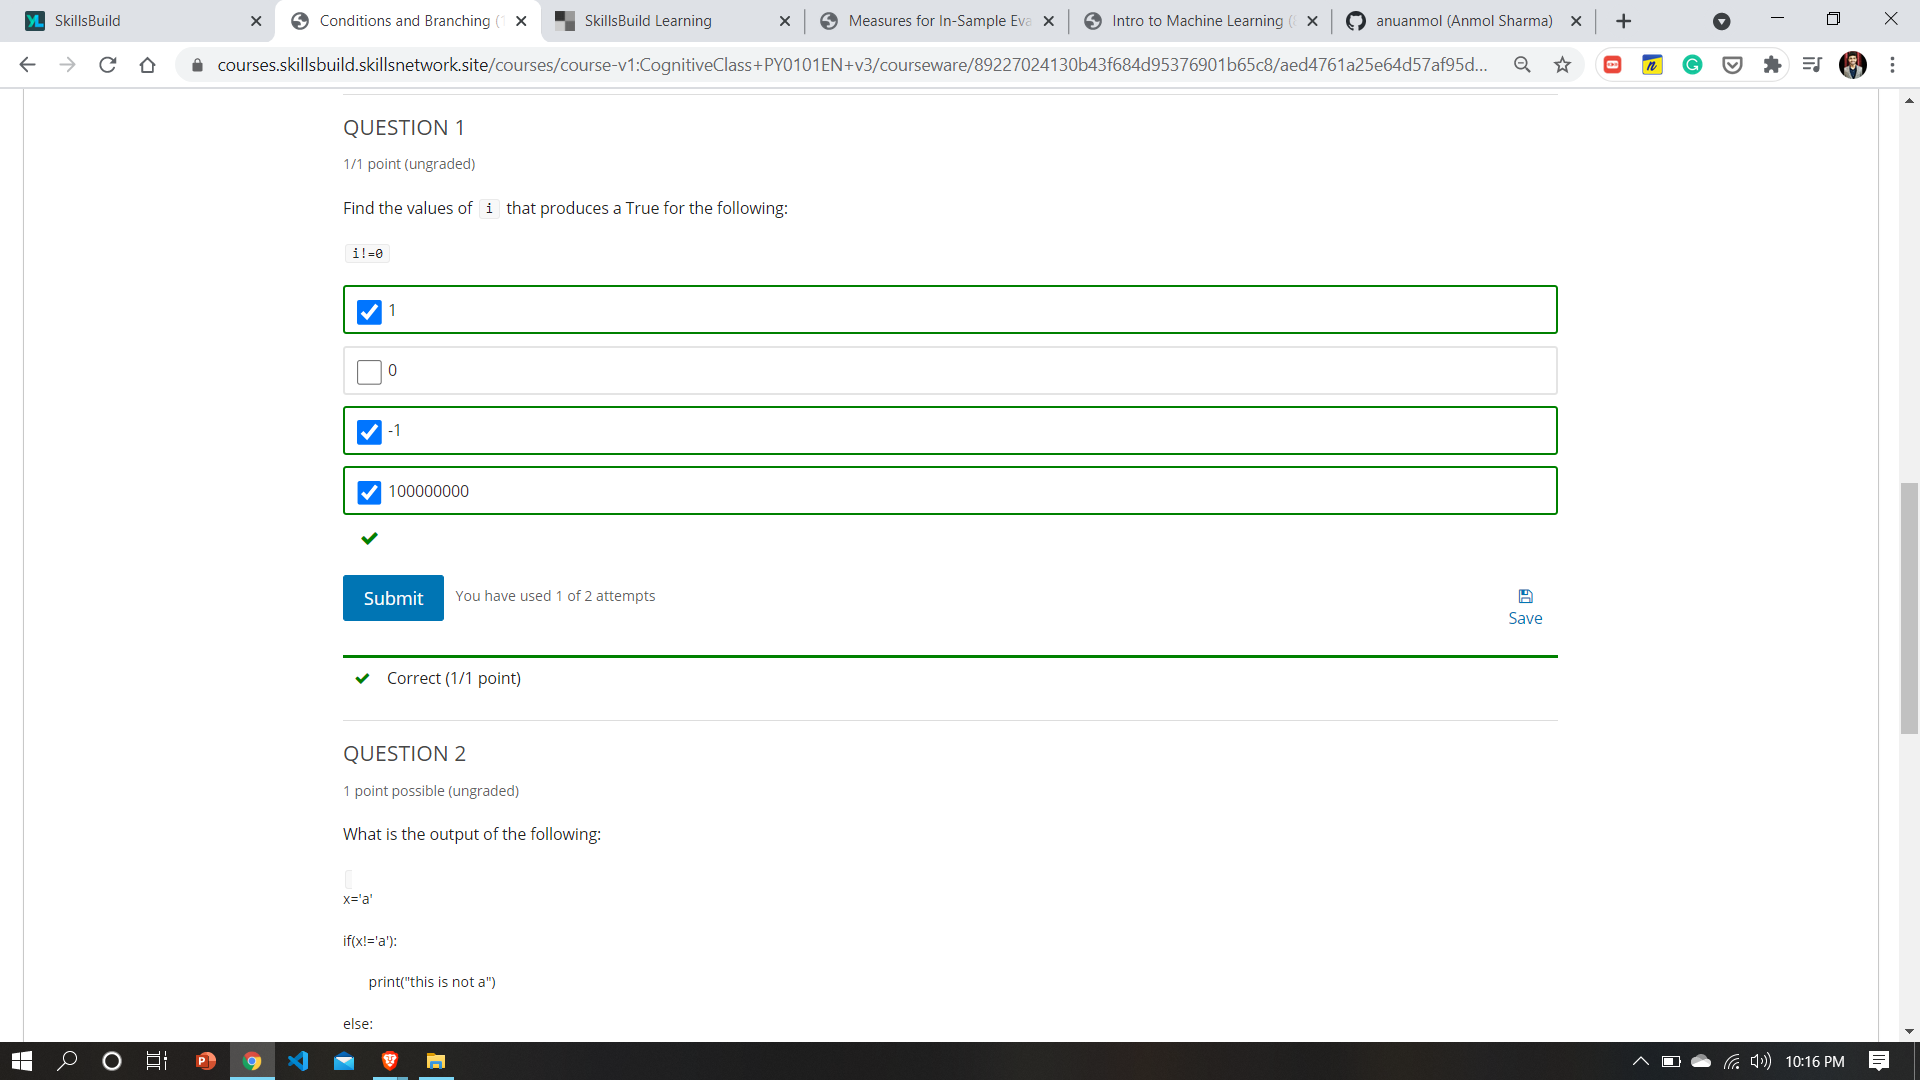 SkillsBuild
Conditions and Branching (
SkillsBuild Learning
Measures for In-Sample Eva
Intro to Machine Learning (
anuanmol (Anmol Sharma)
courses.skillsbuild.skillsnetwork.site/courses/course-v1:CognitiveClass+PY0101EN+v3/courseware/89227024130b43f684d95376901b65c8/aed4761a25e64d57af95d...
QUESTION 1
1/1 point (ungraded)
Find the values of i that produces a True for the following:
i!=0
1
0
-1
100000000
Submit
You have used 1 of 2 attempts
Save
Correct (1/1 point)
QUESTION 2
1 point possible (ungraded)
What is the output of the following:
x='a'
if(x!='a'):
print("this is not a")
else:
10:16 PM